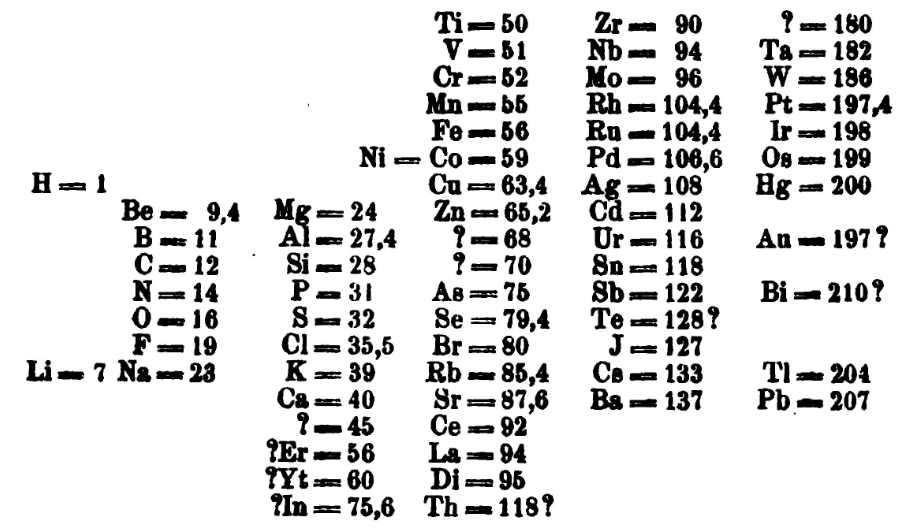 Ti = 50 Zr = 90 ? = 180
V = 51 Nb = 94 Ta = 182
Cr = 52 Mo = 96 W = 186
Mn = 55 Rh = 104,4 Pt = 197,4
Fe = 56 Ru = 104,4 Ir = 198
Ni = Co = 59 Pd = 106,6 Os = 199
H = 1 Cu = 63,4 Ag = 108 Hg = 200
Be = 9,4 Mg = 24 Zn = 65,2 Cd = 112
B = 11 Al = 27,4 ? = 68 Ur = 116 Au = 197?
C = 12 Si = 28 ? = 70 Sn = 118
N = 14 P = 31 As = 75 Sb = 122 Bi = 210?
O = 16 S = 32 Se = 79,4 Te = 128?
F = 19 Cl = 35,5 Br = 80 J = 127
Li = 7 Na = 23 K = 39 Rb = 85,4 Cs = 133 Tl = 204
Ca = 40 Sr = 87,6 Ba = 137 Pb = 207
? = 45 Ce = 92
?Er = 56 La = 94
?Yt = 60 Di = 95
?In = 75,6 Th = 118?